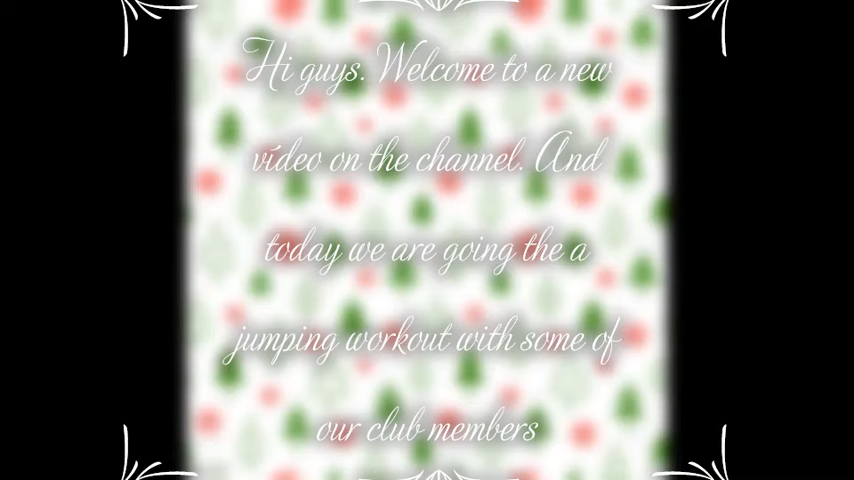 Hi guys. Welcome to a new
video on the channel. And
today we are going the a
jumping workout with some of
our club members